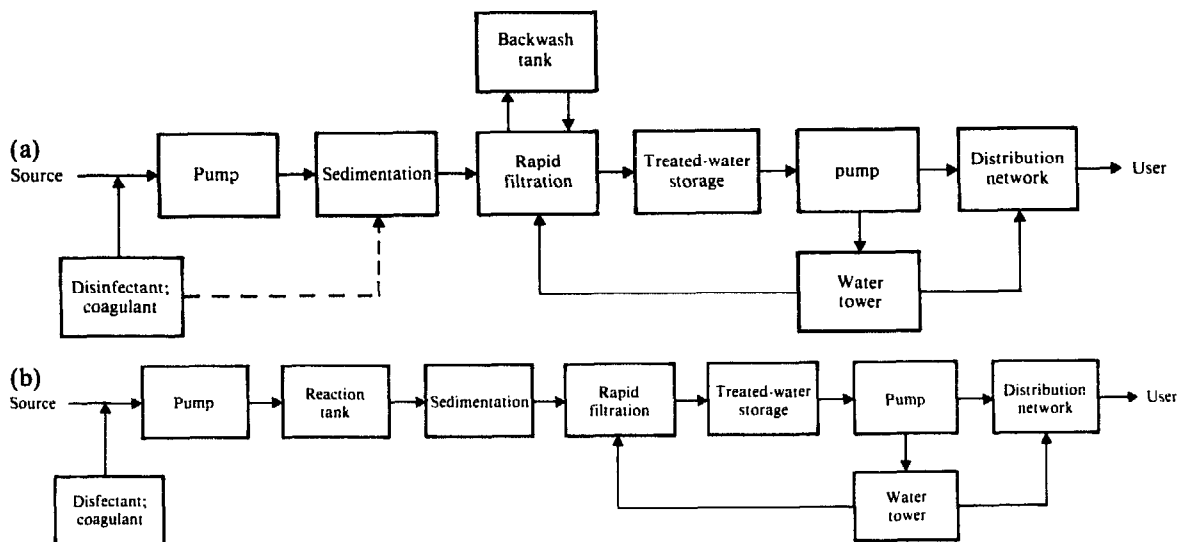 Backwash
tank
(a)
Source
Pump
Sedimentation
Rapid
filtration
Treated-water
storage
pump
Distribution
network
User
Disinfectant;
coagulant
Water
tower
(b)
Source
Pump
Reaction
tank
Sedimentation
Rapid
filtration
Treated-water
storage
Pump
Distribution
network
User
Disfectant;
coagulant
Water
tower